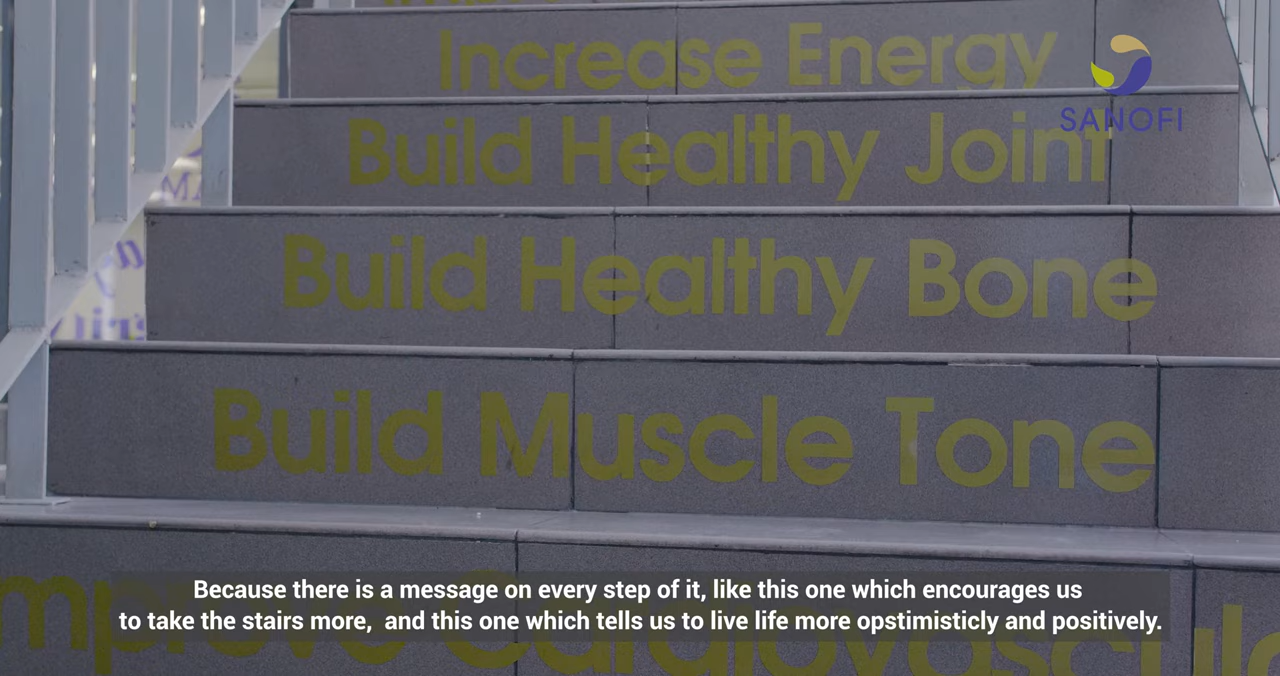 Increase Energy
SANOFI
Build Healthy Joint
Build Healthy Bone
Build Muscle Tone
Because there is a message on every step of it, like this one which encourages us
to take the stairs more, and this one which tells us to live life more opstimisticly and positively.